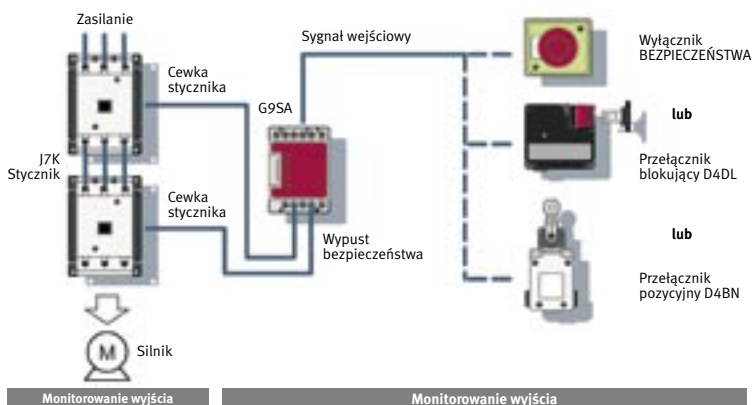 Zasilanie
Cewka
stycznika
J7K
Stycznik
Cewka
stycznika
Silnik
M
Sygnał wejściowy
G9SA
Wypust
bezpieczeństwa
Wyłącznik
BEZPIECZEŃSTWA
lub
Przełącznik
blokujący D4DL
lub
Przełącznik
pozycyjny D4BN
Monitorowanie wyjścia
Monitorowanie wyjścia